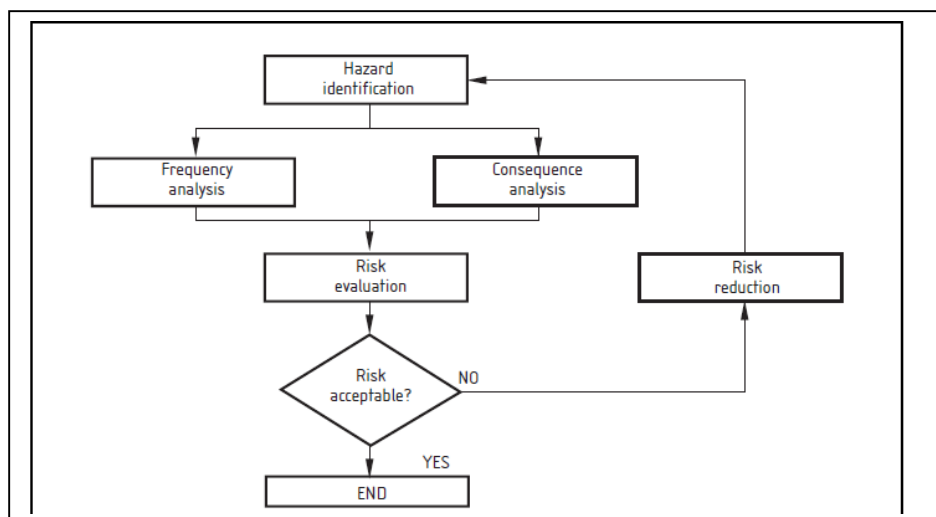 Hazard
identification
Frequency
analysis
Consequence
analysis
Risk
evaluation
Risk
reduction
Risk
acceptable?
NO
YES
END